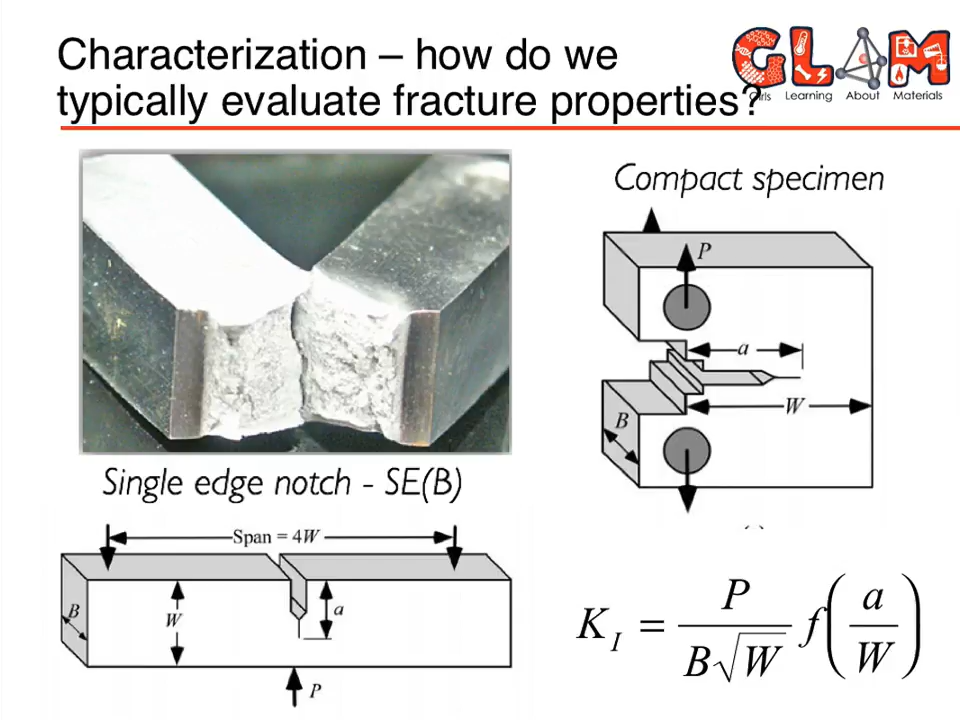 Characterization – how do we
typically evaluate fracture properties?
GLAM
Girls Learning About Materials
Compact specimen
P
a
W
B
Single edge notch - SE(B)
Span = 4W
B
W
a
P
K_I = P / (B√W) f(a/W)